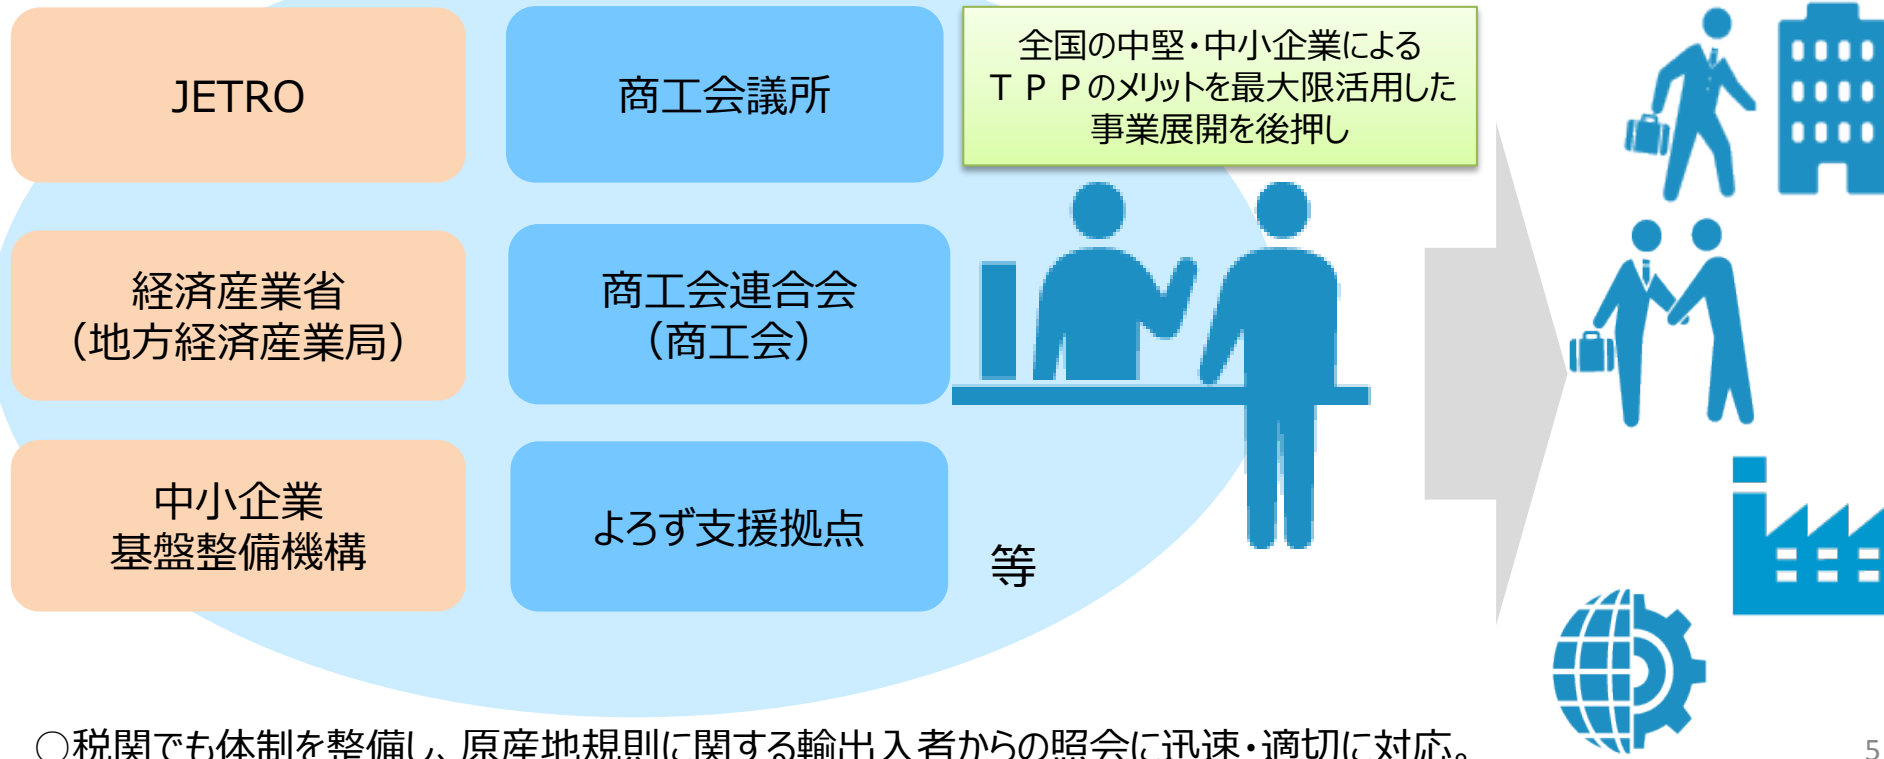 JETRO
商工会議所
全国の中堅・中小企業による
ＴＰＰのメリットを最大限活用した
事業展開を後押し
経済産業省
（地方経済産業局）
商工会連合会
（商工会）
中小企業
基盤整備機構
よろず支援拠点
等
○税関でも体制を整備し、原産地規則に関する輸出入者からの照会に迅速・適切に対応。
5